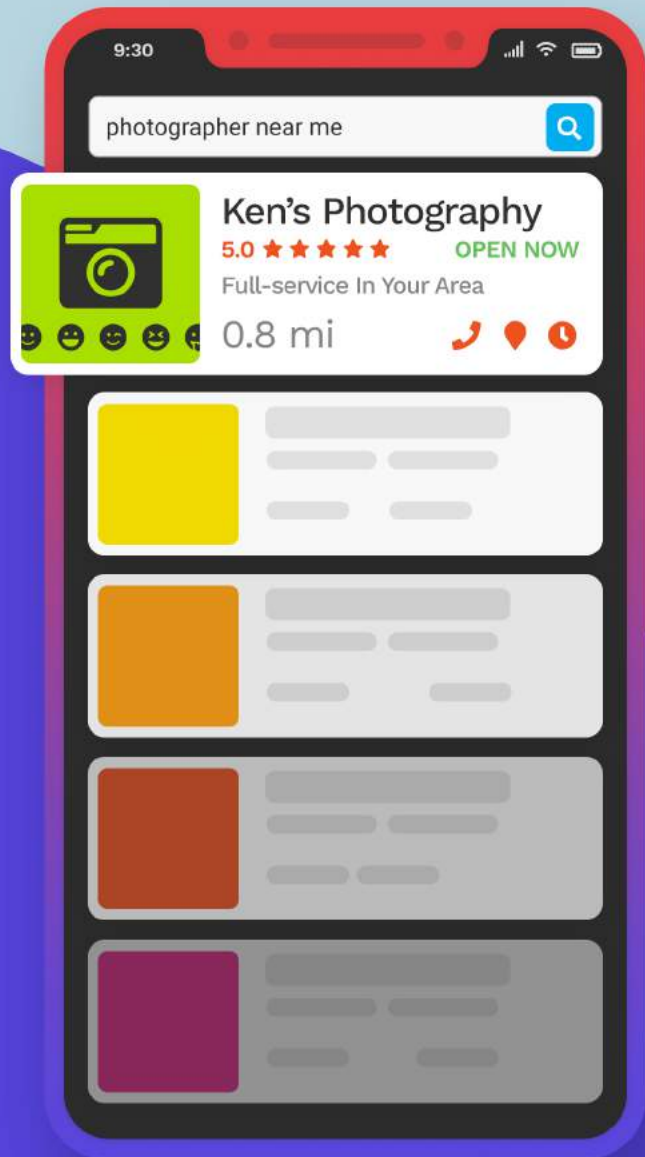 9:30
photographer near me
Ken's Photography
5.0 OPEN NOW
Full-service In Your Area
0.8 mi